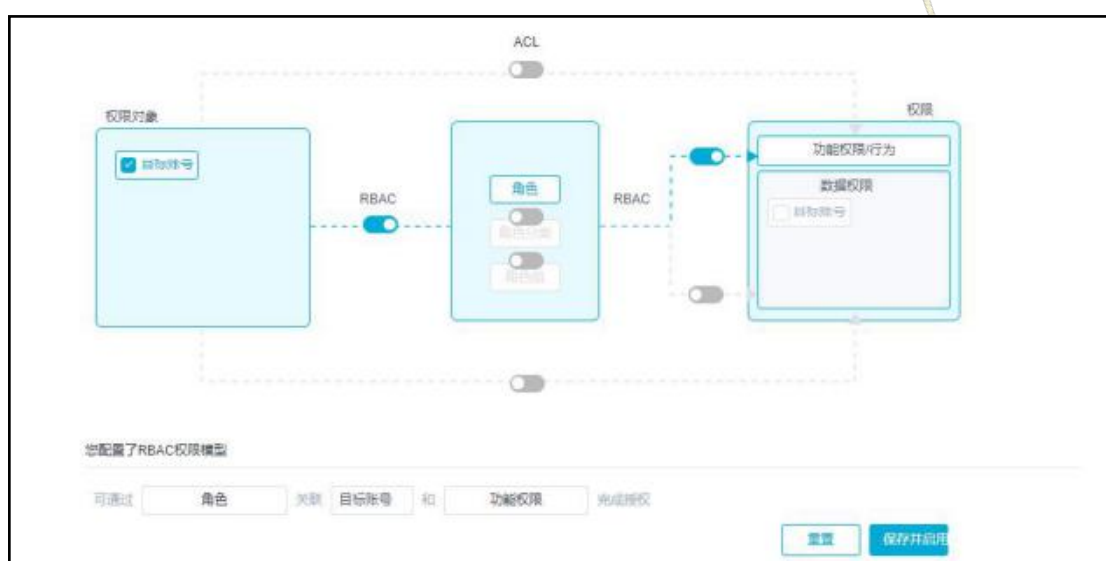 ACL
权限对象
权限
目标账号
功能权限/行为
数据权限
目标账号
RBAC
角色
RBAC
角色组
您配置了RBAC权限模型
可通过 角色 关联 目标账号 和 功能权限 完成授权
重置 保存并启用